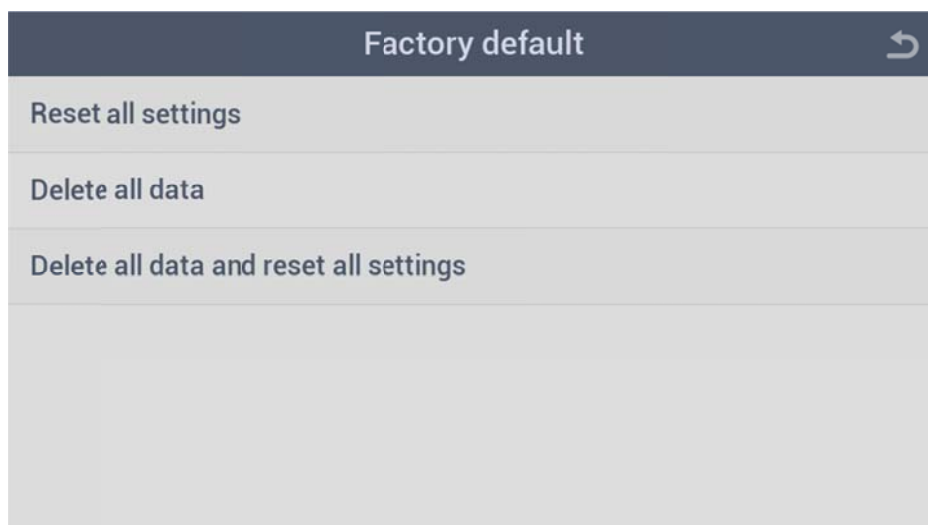 Factory default
Reset all settings
Delete all data
Delete all data and reset all settings